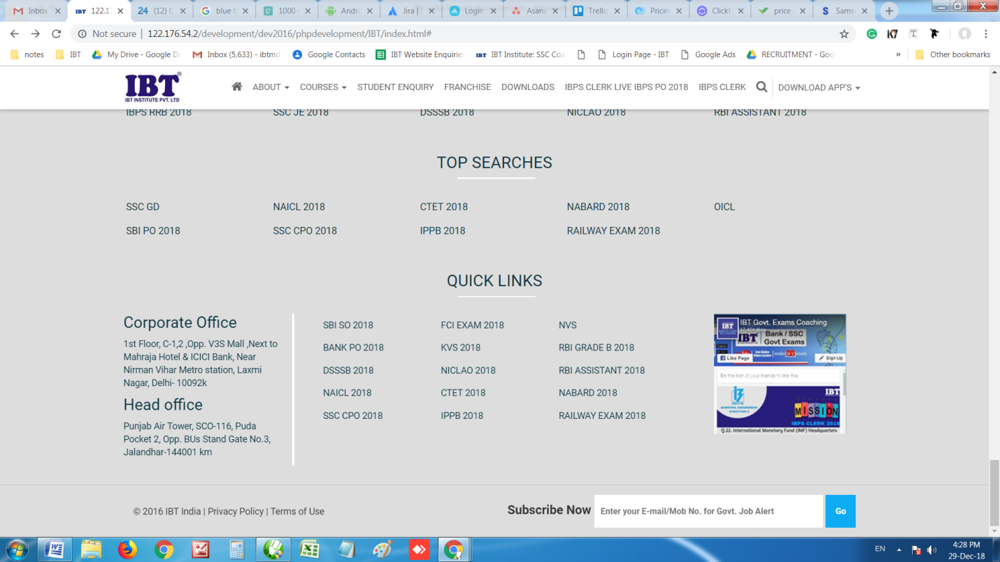 Inbox
122.1
24 (12) C
blue b
1000+
Andro
Jira | I
Login
Asana
Trello
Pricin
ClickU
price-
S Sams
Not secure | 122.176.54.2/development/dev2016/phpdevelopment/IBT/index.html#
notes
IBT
My Drive - Google Dr
Inbox (5,633) - ibtmd
Google Contacts
IBT Website Enquiries
IBT Institute: SSC Coa
Login Page - IBT
Google Ads
RECRUITMENT - Goo
»
Other bookmarks
IBT®
IBT INSTITUTE PVT. LTD
ABOUT
COURSES
STUDENT ENQUIRY
FRANCHISE
DOWNLOADS
IBPS CLERK LIVE IBPS PO 2018
IBPS CLERK
DOWNLOAD APP'S
IBPS RRB 2018
SSC JE 2018
DSSSB 2018
NICLAO 2018
RBI ASSISTANT 2018
TOP SEARCHES
SSC GD
NAICL 2018
CTET 2018
NABARD 2018
OICL
SBI PO 2018
SSC CPO 2018
IPPB 2018
RAILWAY EXAM 2018
QUICK LINKS
Corporate Office
1st Floor, C-1,2 ,Opp. V3S Mall ,Next to
Mahraja Hotel & ICICI Bank, Near
Nirman Vihar Metro station, Laxmi
Nagar, Delhi- 10092k
Head office
Punjab Air Tower, SCO-116, Puda
Pocket 2, Opp. BUs Stand Gate No.3,
Jalandhar-144001 km
SBI SO 2018
FCI EXAM 2018
NVS
BANK PO 2018
KVS 2018
RBI GRADE B 2018
DSSSB 2018
NICLAO 2018
RBI ASSISTANT 2018
NAICL 2018
CTET 2018
NABARD 2018
SSC CPO 2018
IPPB 2018
RAILWAY EXAM 2018
IBT Govt. Exams Coaching
IBT
Bank / SSC
Govt Exams
Like Page
Sign Up
Be the first of your friends to like this
IBT
BANKING AWARENESS
MISSION
IBPS CLERK 2018
Q.22. International Monetary Fund (IMF) Headquarters
© 2016 IBT India | Privacy Policy | Terms of Use
Subscribe Now
Enter your E-mail/Mob No. for Govt. Job Alert
Go
EN
4:28 PM
29-Dec-18